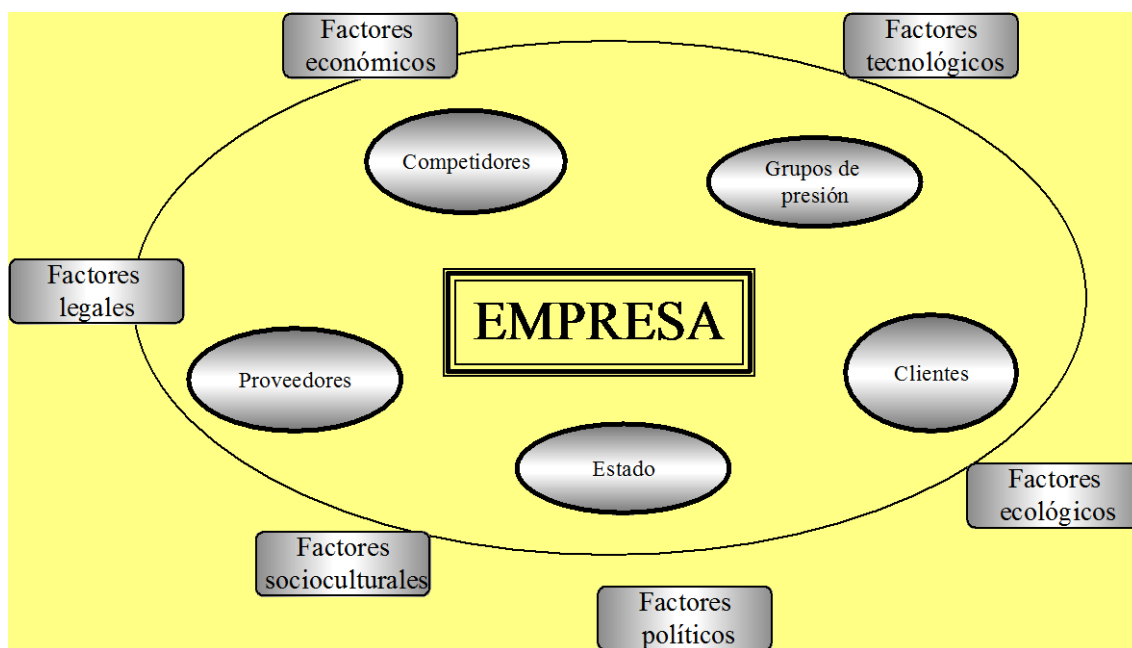 Factores
económicos
Factores
tecnológicos
Competidores
Grupos de
presión
Factores
legales
EMPRESA
Proveedores
Clientes
Estado
Factores
ecológicos
Factores
socioculturales
Factores
políticos